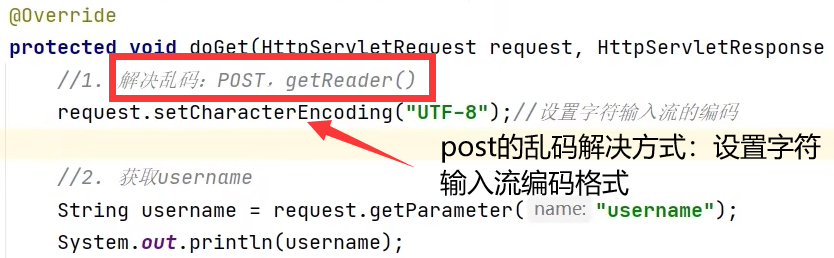 @Override
protected void doGet(HttpServletRequest request, HttpServletResponse
//1. 解决乱码：POST，getReader()
request.setCharacterEncoding("UTF-8");//设置字符输入流的编码
post的乱码解决方式：设置字符
输入流编码格式
//2. 获取username
String username = request.getParameter( name: "username");
System.out.println(username);